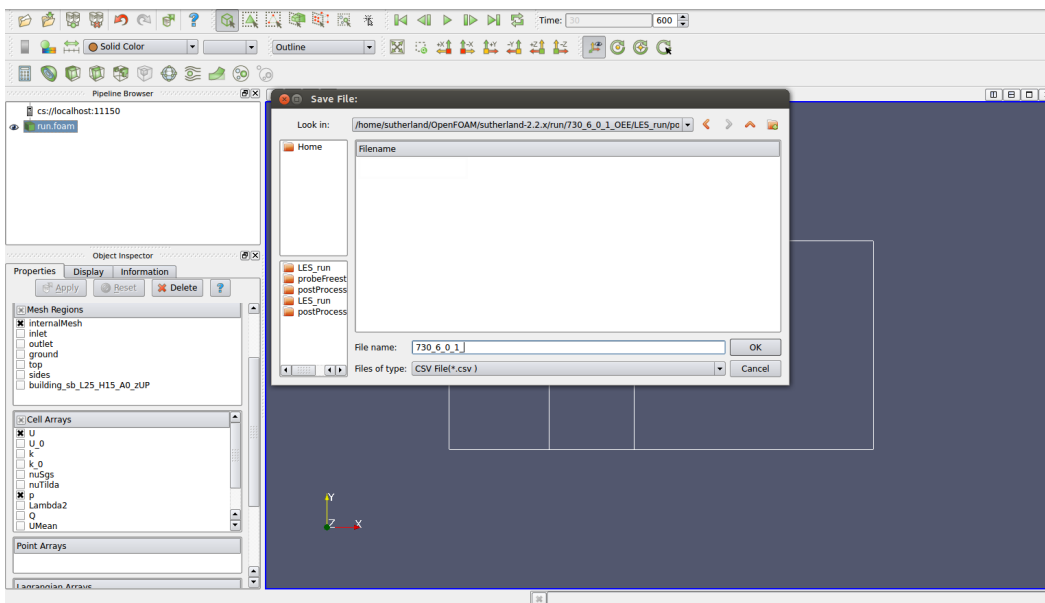 Time: 30
600
Solid Color
Outline
Pipeline Browser
cs://localhost:11150
run.foam
Object Inspector
Properties
Display
Information
Apply
Reset
Delete
?
Mesh Regions
internalMesh
inlet
outlet
ground
top
sides
building_sb_L25_H15_A0_zUP
Cell Arrays
U
U_0
k
k_0
nuSgs
nuTilda
p
Lambda2
Q
UMean
Point Arrays
Lagrangian Arrays
Save File:
Look in:
/home/sutherland/OpenFOAM/sutherland-2.2.x/run/730_6_0_1_OEE/LES_run/po
Home
Filename
LES_run
probeFreest
postProcess
LES_run
postProcess
File name:
730_6_0_1_
OK
Files of type:
CSV File(*.csv )
Cancel
Y
Z
X